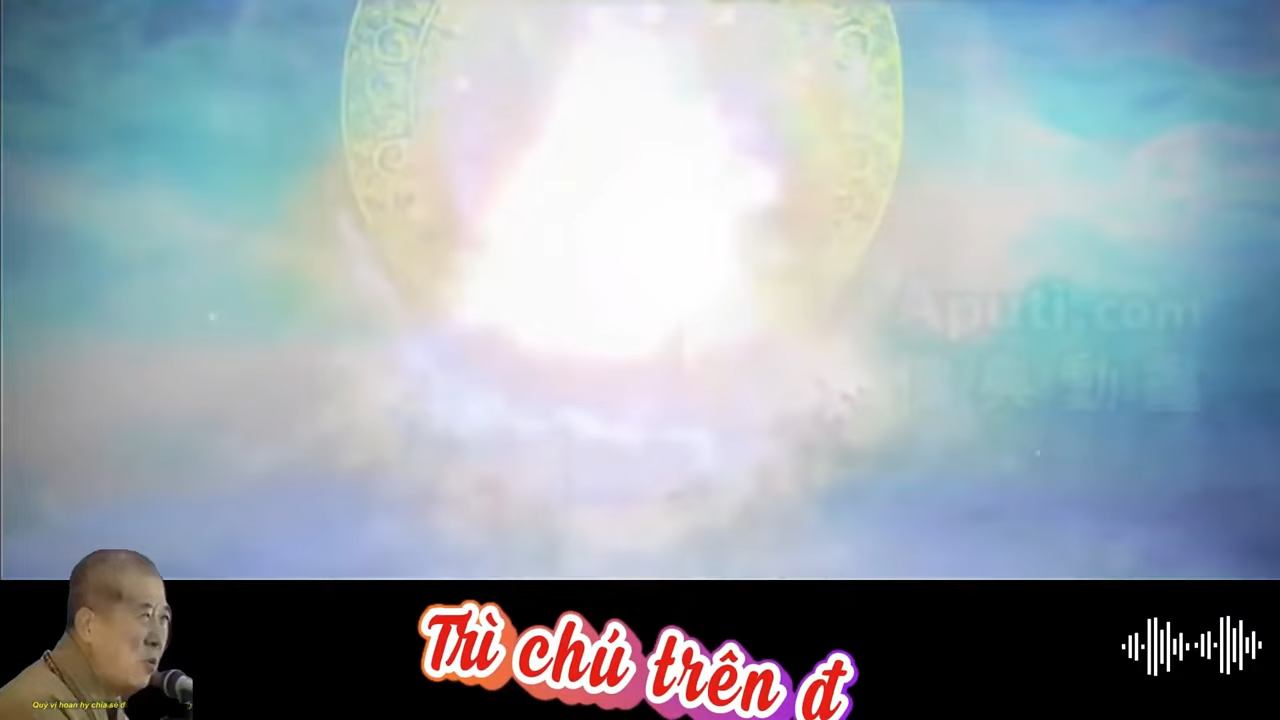 Aputi.com
Trì chú trên đ
Quý vị hoan hỷ chia sẻ đ